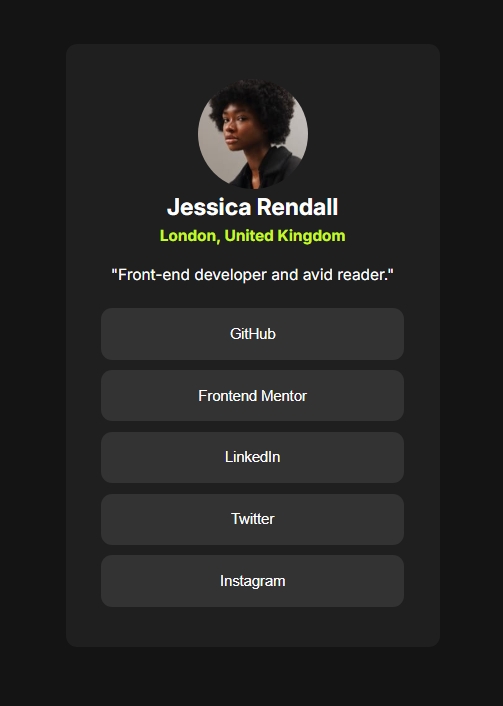 Jessica Rendall
London, United Kingdom
"Front-end developer and avid reader."
GitHub
Frontend Mentor
LinkedIn
Twitter
Instagram